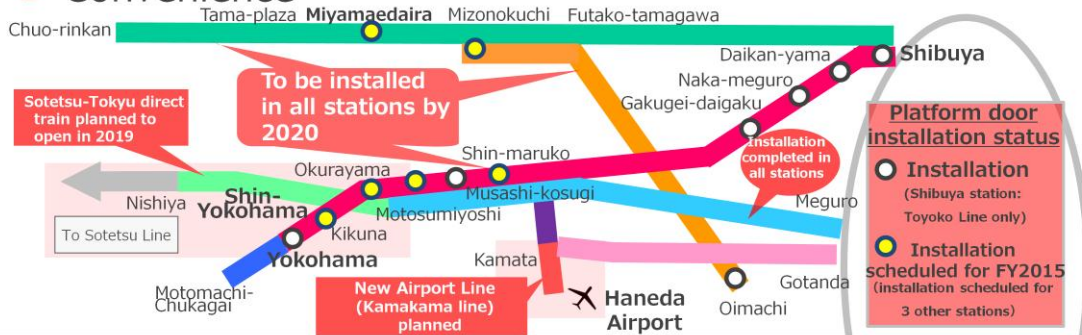 Convenience
Tama-plaza
Miyamaedaira
Mizonokuchi
Futako-tamagawa
Chuo-rinkan
Daikan-yama
Shibuya
Naka-meguro
Gakugei-daigaku
To be installed
in all stations by
2020
Sotetsu-Tokyu direct
train planned to
open in 2019
Platform door
installation status
Installation
(Shibuya station:
Toyoko Line only)
Installation
scheduled for FY2015
(installation scheduled for
3 other stations)
Shin-maruko
Installation
completed in
all stations
Okurayama
Musashi-kosugi
Meguro
Nishiya
Shin-
Yokohama
Motosumiyoshi
Kikuna
To Sotetsu Line
Yokohama
Kamata
Gotanda
Motomachi-
Chukagai
New Airport Line
(Kamakama line)
planned
Haneda
Airport
Oimachi